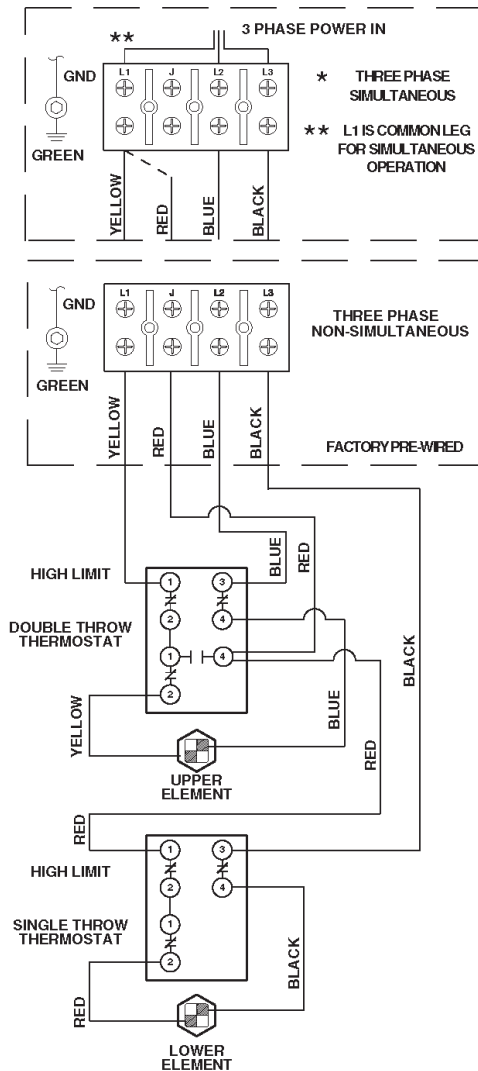 ** 3 PHASE POWER IN
GND
L1 J L2 L3
* THREE PHASE
SIMULTANEOUS
** L1 IS COMMON LEG
FOR SIMULTANEOUS
OPERATION
GREEN
YELLOW
RED
BLUE
BLACK
GND
L1 J L2 L3
THREE PHASE
NON-SIMULTANEOUS
GREEN
YELLOW
RED
BLUE
BLACK
FACTORY PRE-WIRED
BLUE
RED
HIGH LIMIT
1 3
2 4
DOUBLE THROW
THERMOSTAT
1 4
2
BLACK
YELLOW
BLUE
RED
UPPER
ELEMENT
RED
1 3
HIGH LIMIT
2 4
SINGLE THROW
THERMOSTAT
1
2
BLACK
RED
LOWER
ELEMENT